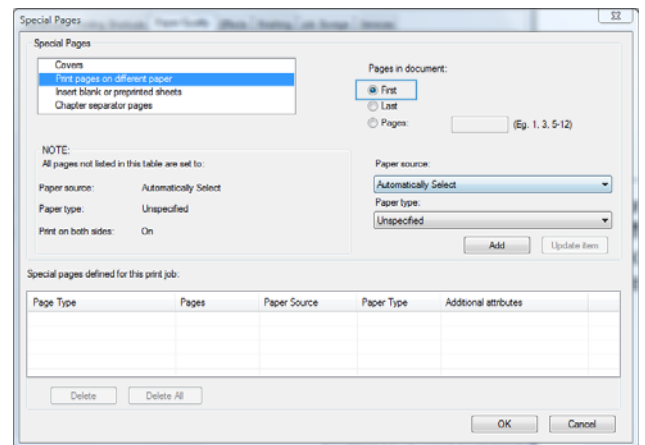 Special Pages
Special Pages
Covers
Print pages on different paper
Insert blank or preprinted sheets
Chapter separator pages
Pages in document:
First
Last
Pages:
(Eg. 1, 3, 5-12)
NOTE:
All pages not listed in this table are set to:
Paper source: Automatically Select
Paper type: Unspecified
Print on both sides: On
Paper source:
Automatically Select
Paper type:
Unspecified
Add Update item
Special pages defined for this print job:
Page Type Pages Paper Source Paper Type Additional attributes
Delete Delete All
OK Cancel